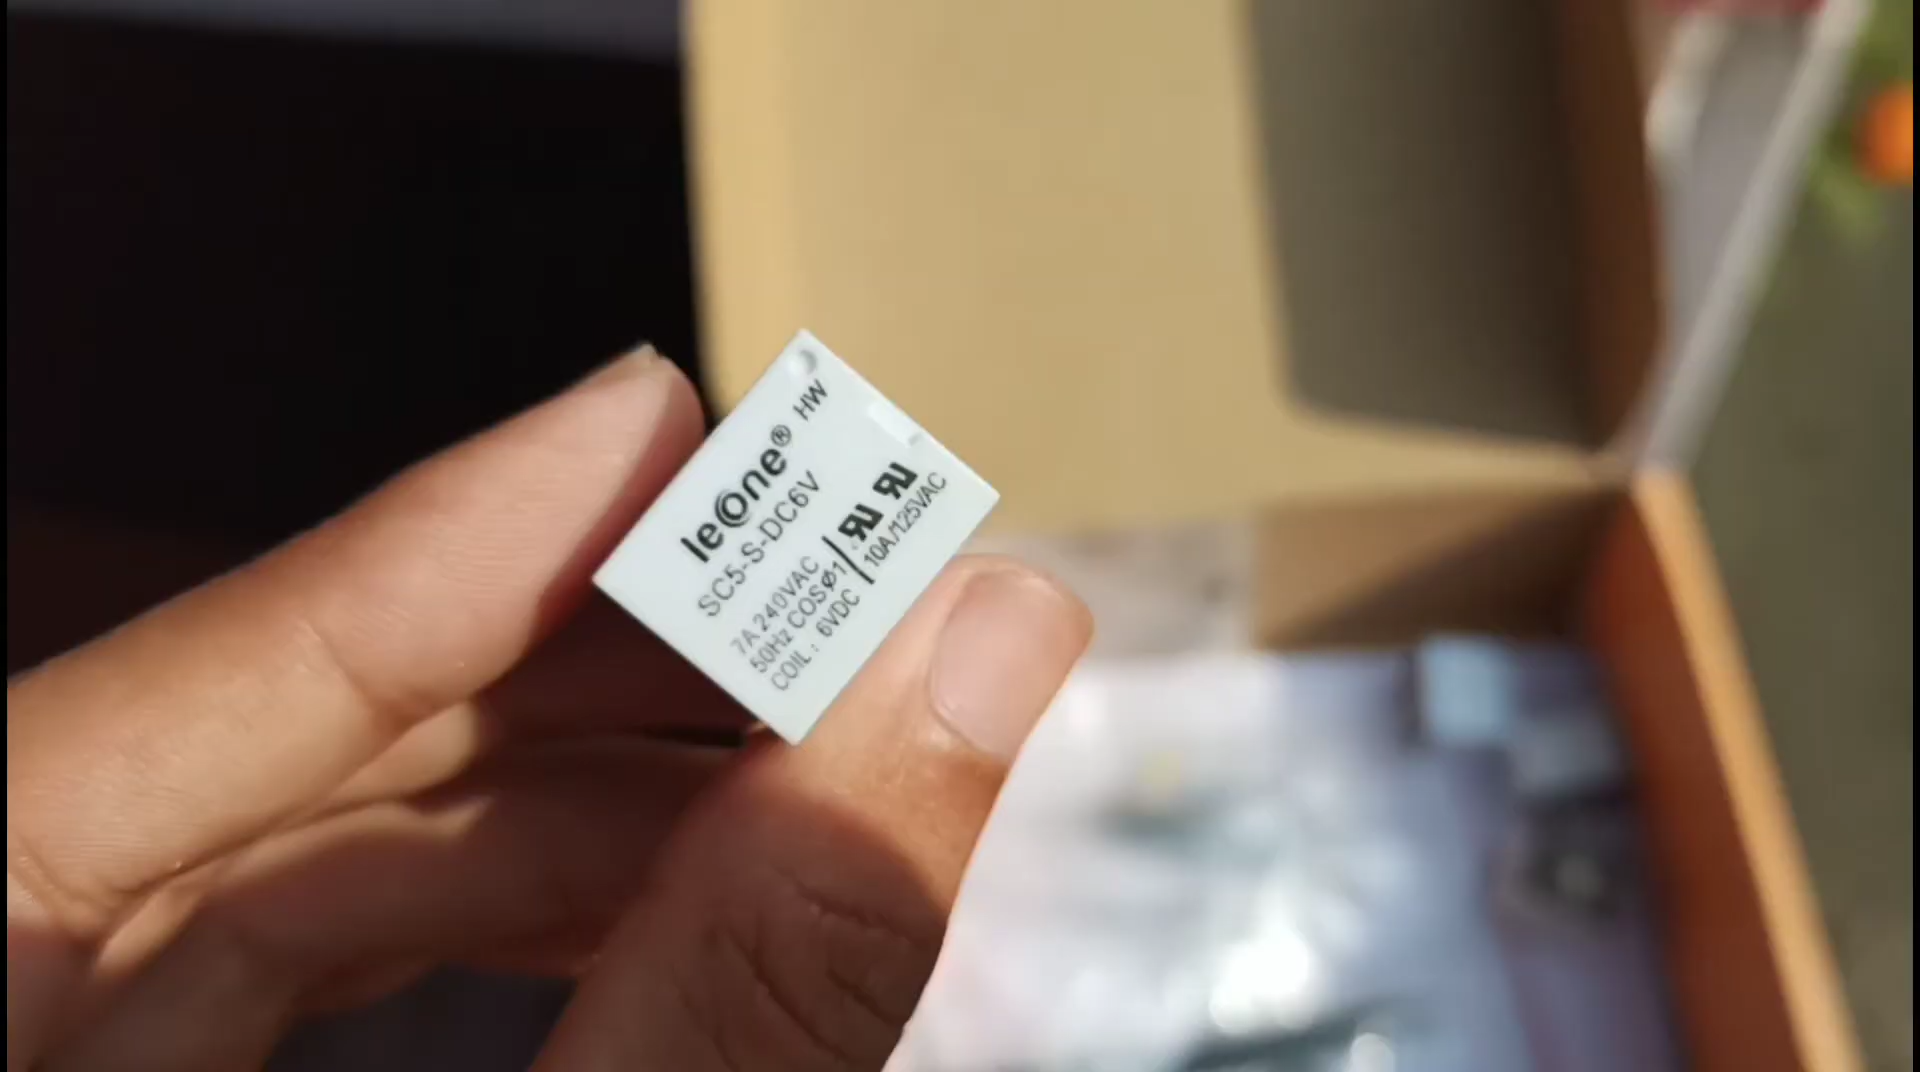 leone® HW
SC5-S-DC6V
7A 240VAC
50Hz COSØ1
COIL: 6VDC
10A/125VAC